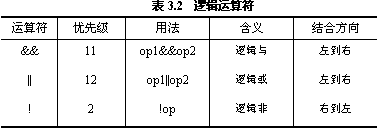 表 3.2 逻辑运算符
运算符 优先级 用法 含义 结合方向
&& 11 op1&&op2 逻辑与 左到右
|| 12 op1||op2 逻辑或 左到右
! 2 !op 逻辑非 右到左